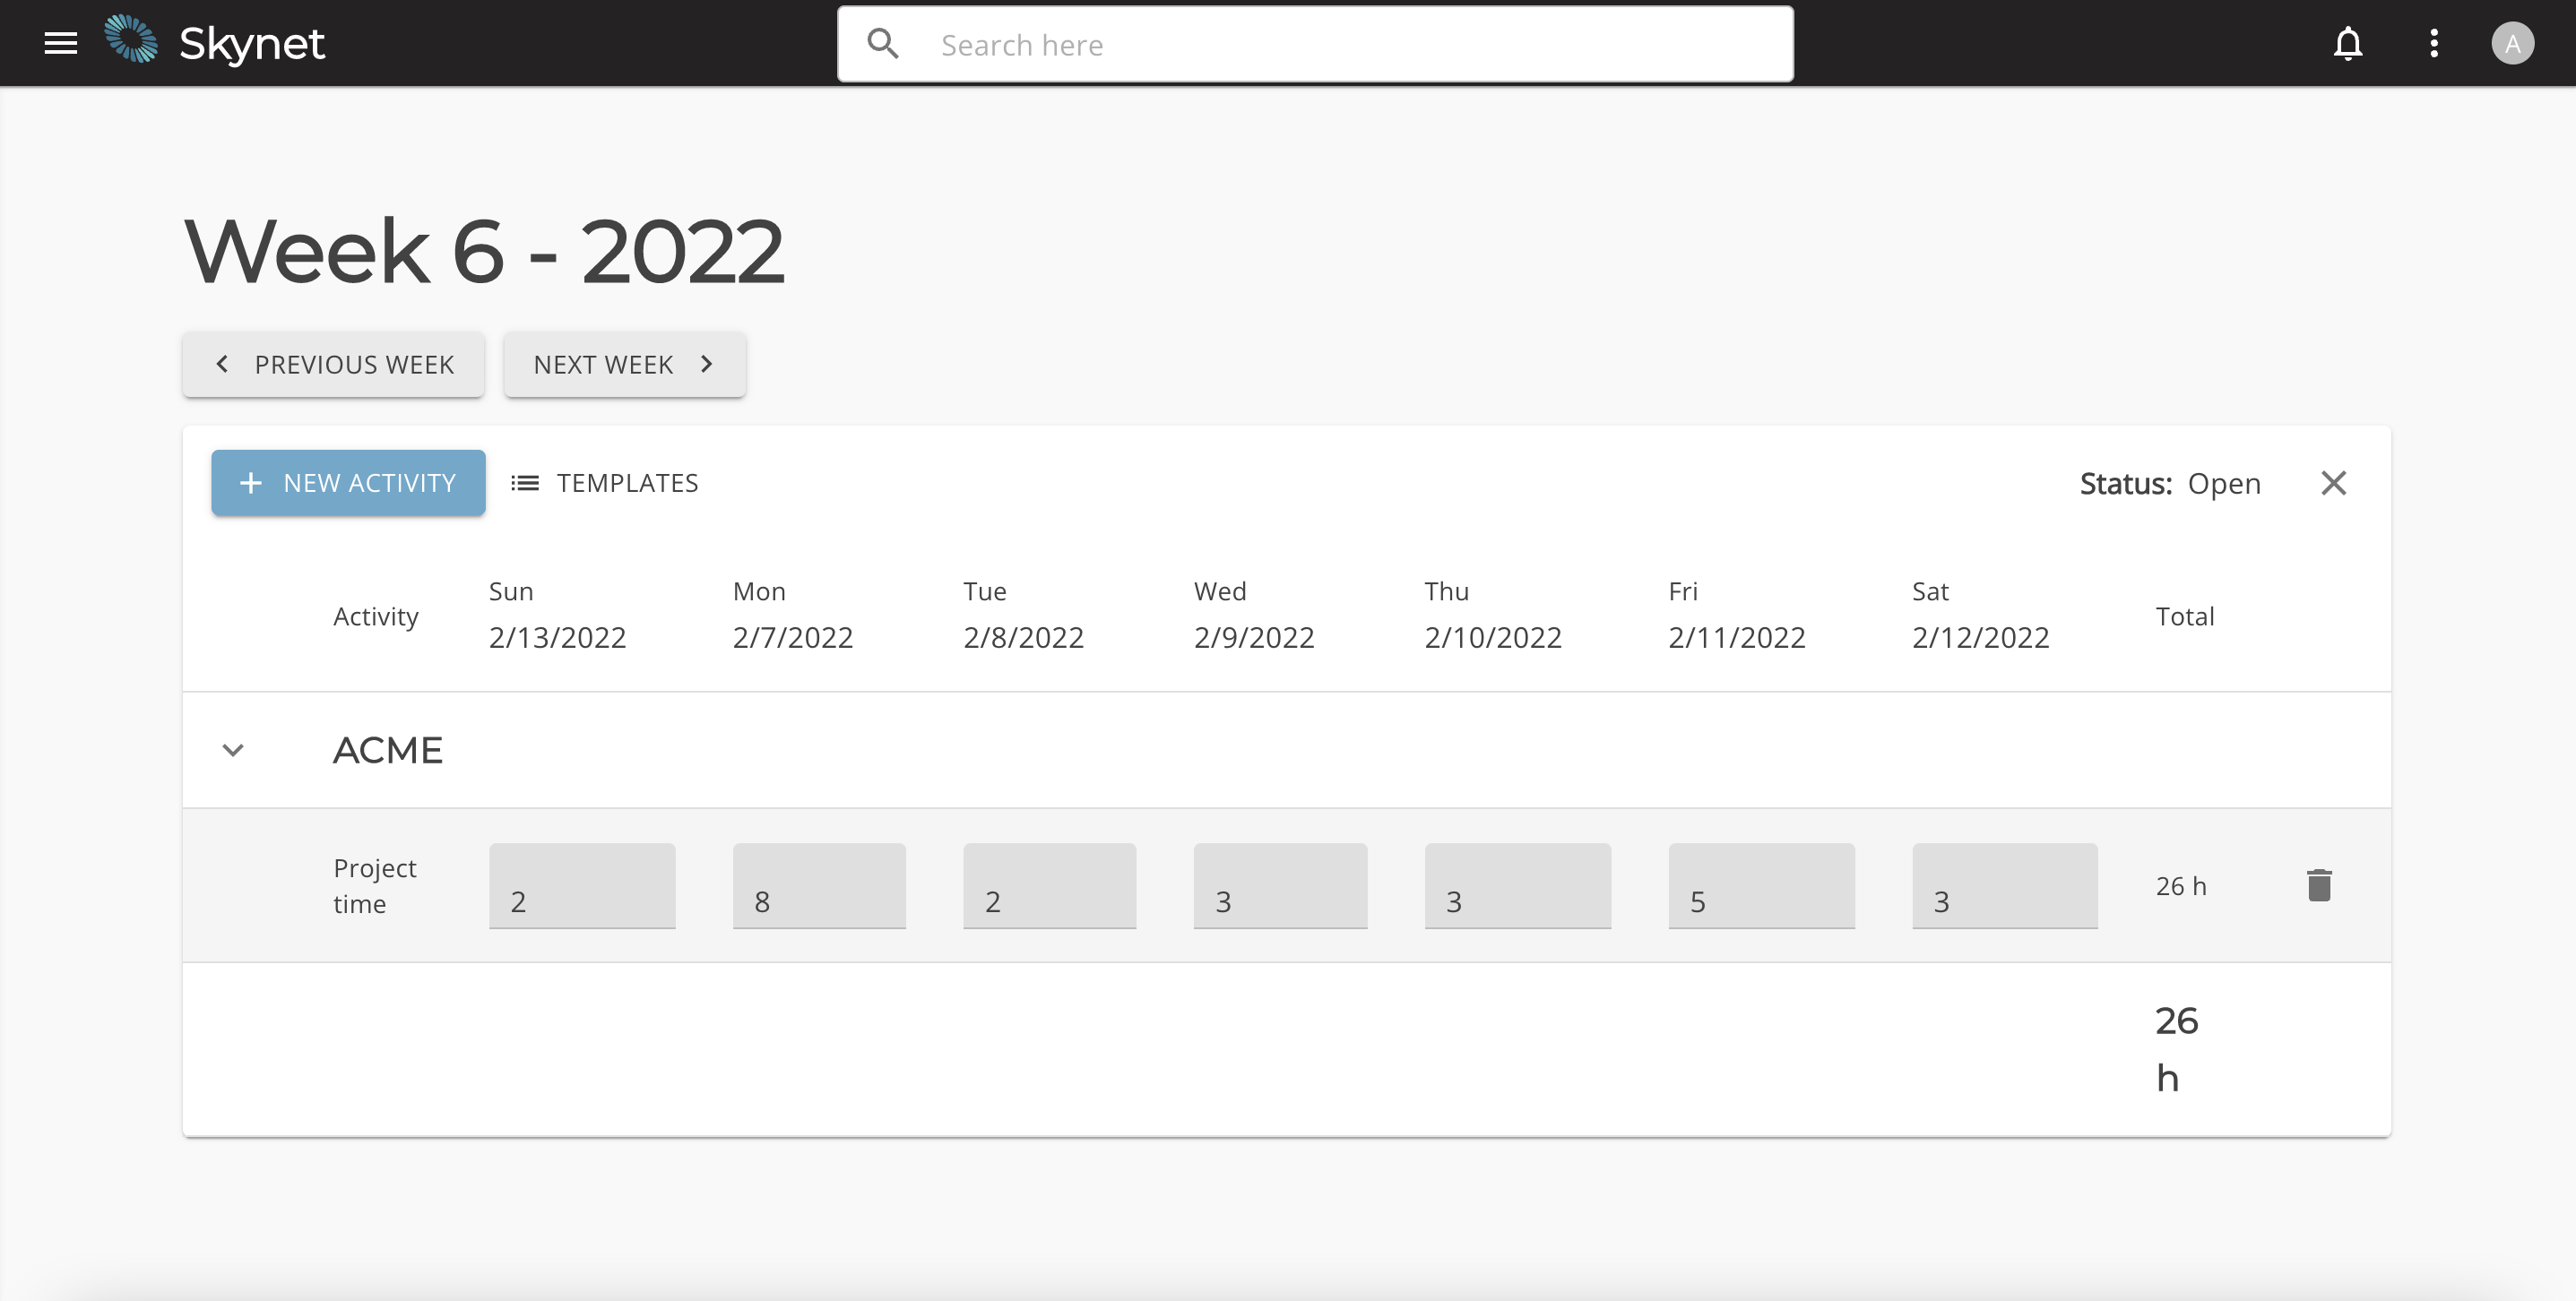 Skynet
Search here
A
Week 6 - 2022
PREVIOUS WEEK
NEXT WEEK
NEW ACTIVITY
TEMPLATES
Status: Open
Activity
Sun
2/13/2022
Mon
2/7/2022
Tue
2/8/2022
Wed
2/9/2022
Thu
2/10/2022
Fri
2/11/2022
Sat
2/12/2022
Total
ACME
Project
time
2
8
2
3
3
5
3
26 h
26
h